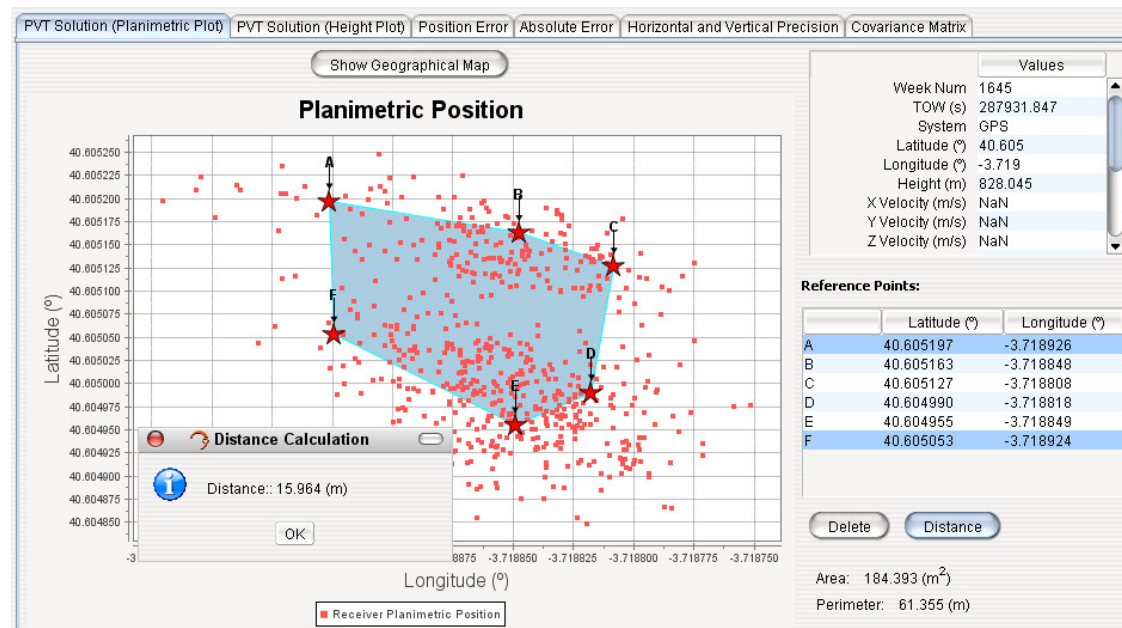 PVT Solution (Planimetric Plot) PVT Solution (Height Plot) Position Error Absolute Error Horizontal and Vertical Precision Covariance Matrix
Show Geographical Map
Planimetric Position
Latitude (º)
40.605250
40.605225
40.605200
40.605175
40.605150
40.605125
40.605100
40.605075
40.605050
40.605025
40.605000
40.604975
40.604950
40.604925
40.604900
40.604875
40.604850
A
B
C
F
D
E
Distance Calculation
Distance:: 15.964 (m)
OK
-3.718850 -3.718825 -3.718800 -3.718775 -3.718750
Longitude (º)
Receiver Planimetric Position
Values
Week Num 1645
TOW (s) 287931.847
System GPS
Latitude (º) 40.605
Longitude (º) -3.719
Height (m) 828.045
X Velocity (m/s) NaN
Y Velocity (m/s) NaN
Z Velocity (m/s) NaN
Reference Points:
Latitude (º) Longitude (º)
A 40.605197 -3.718926
B 40.605163 -3.718848
C 40.605127 -3.718808
D 40.604990 -3.718818
E 40.604955 -3.718849
F 40.605053 -3.718924
Delete Distance
Area: 184.393 (m²)
Perimeter: 61.355 (m)